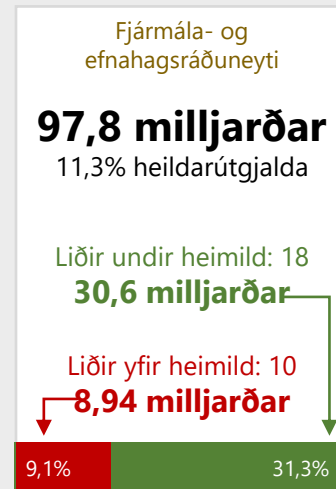 Fjármála- og
efnahagsráðuneyti
97,8 milljarðar
11,3% heildarútgjalda
Liðir undir heimild: 18
30,6 milljarðar
Liðir yfir heimild: 10
8,94 milljarðar
9,1% 31,3%